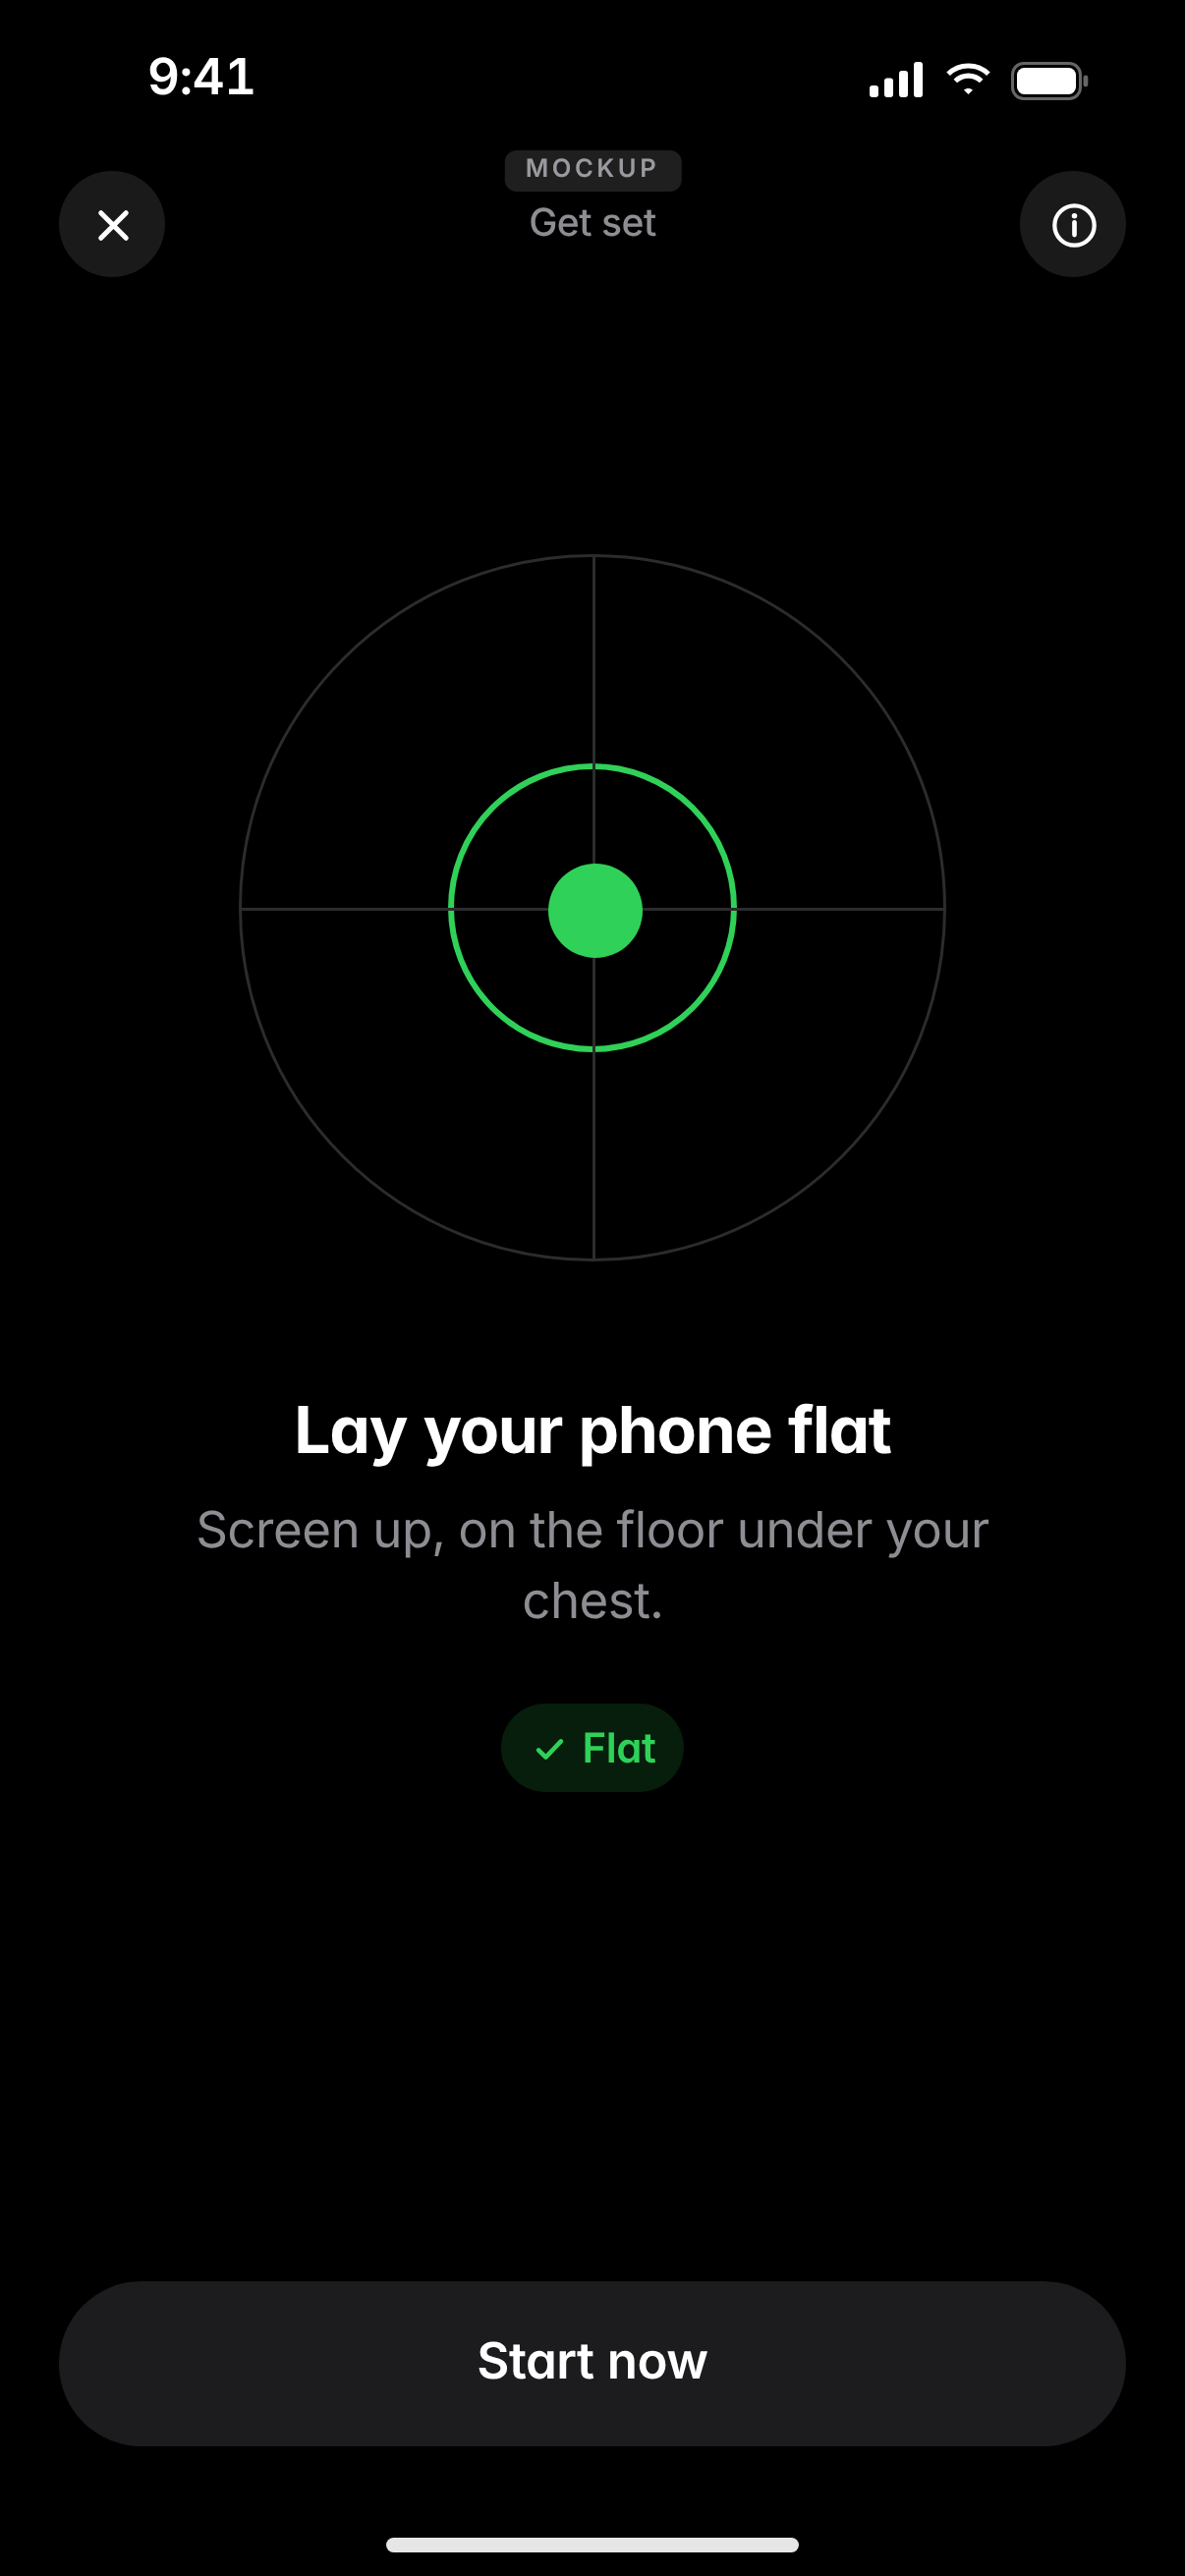 9:41
MOCKUP
Get set
Lay your phone flat
Screen up, on the floor under your
chest.
Flat
Start now